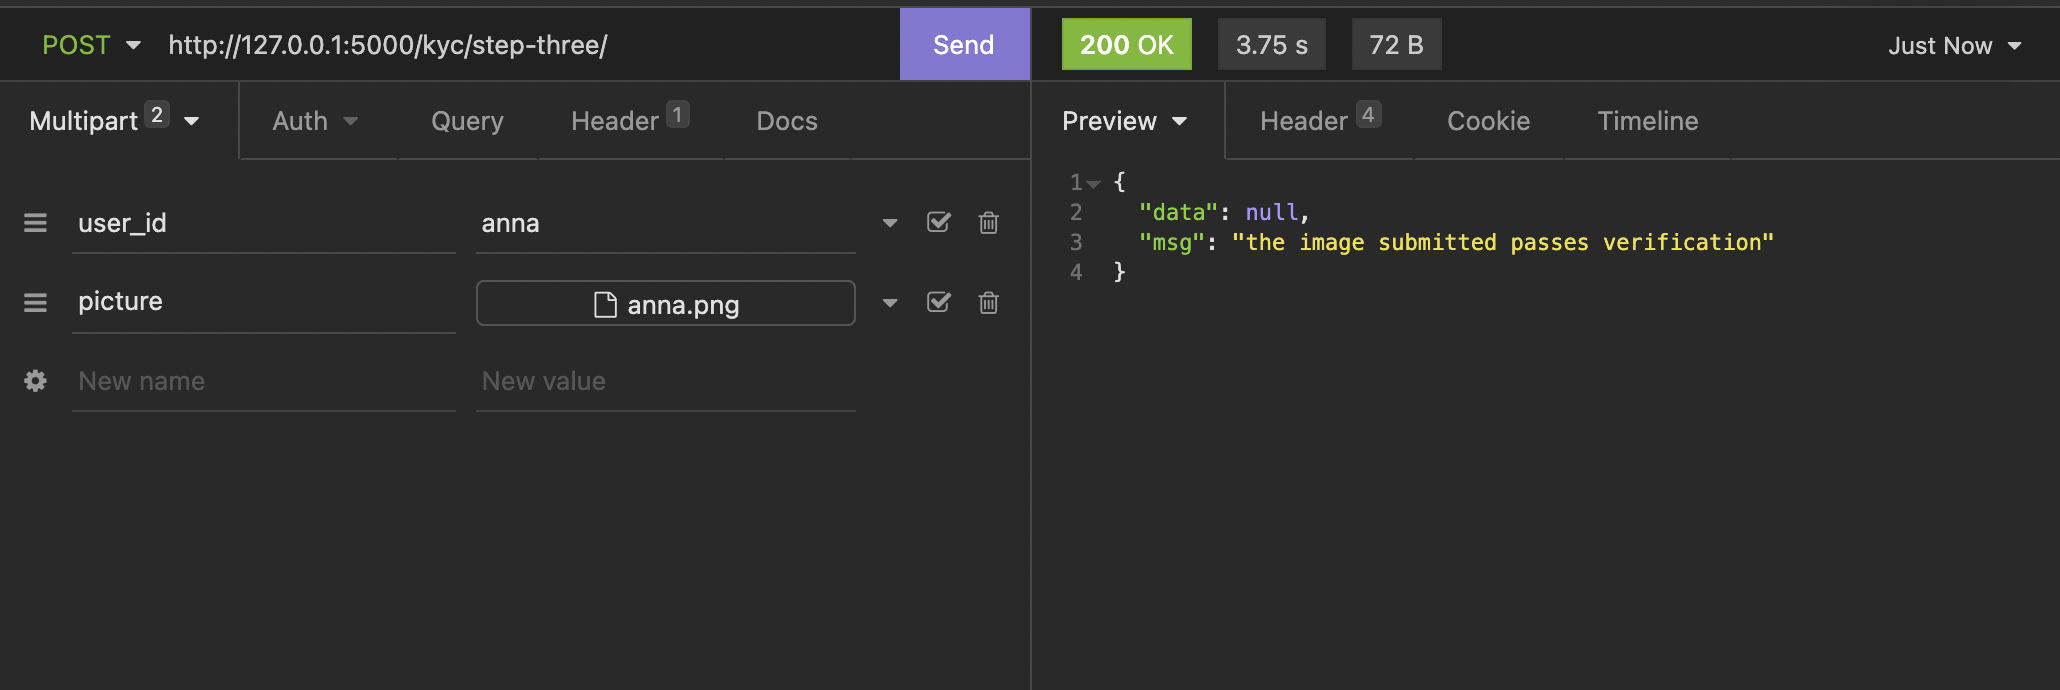 POST http://127.0.0.1:5000/kyc/step-three/ Send 200 OK 3.75 s 72 B Just Now
Multipart 2 Auth Query Header 1 Docs Preview Header 4 Cookie Timeline
user_id anna
picture anna.png
New name New value
1 {
2 "data": null,
3 "msg": "the image submitted passes verification"
4 }